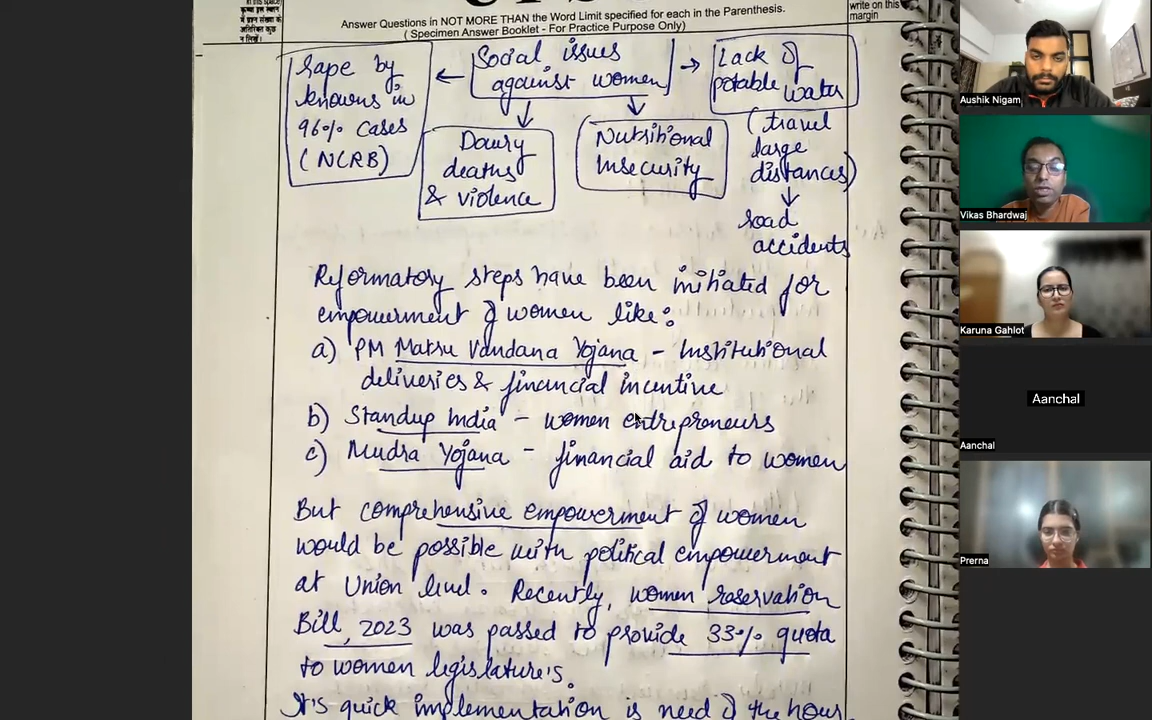 write on this
margin
Answer Questions in NOT MORE THAN the Word Limit specified for each in the Parenthesis.
( Specimen Answer Booklet - For Practice Purpose Only)
Social issues
against women
Rape by
knowns in
96% cases
(NCRB)
Dowry
deaths
& violence
Nutritional
Insecurity
Lack of
potable water
(travel
large
distances)
road
accidents
Reformatory steps have been initiated for
empowerment of women like:
a) PM Matru Vandana Yojana - Institutional
deliveries & financial incentive
b) Standup India - women entrepreneurs
c) Mudra Yojana - financial aid to women
But comprehensive empowerment of women
would be possible with political empowerment
at Union level. Recently, women reservation
Bill, 2023 was passed to provide 33% quota
to women legislature's.
It's quick implementation is need of the hour.
Aushik Nigam
Vikas Bhardwaj
Karuna Gahlot
Aanchal
Aanchal
Prerna